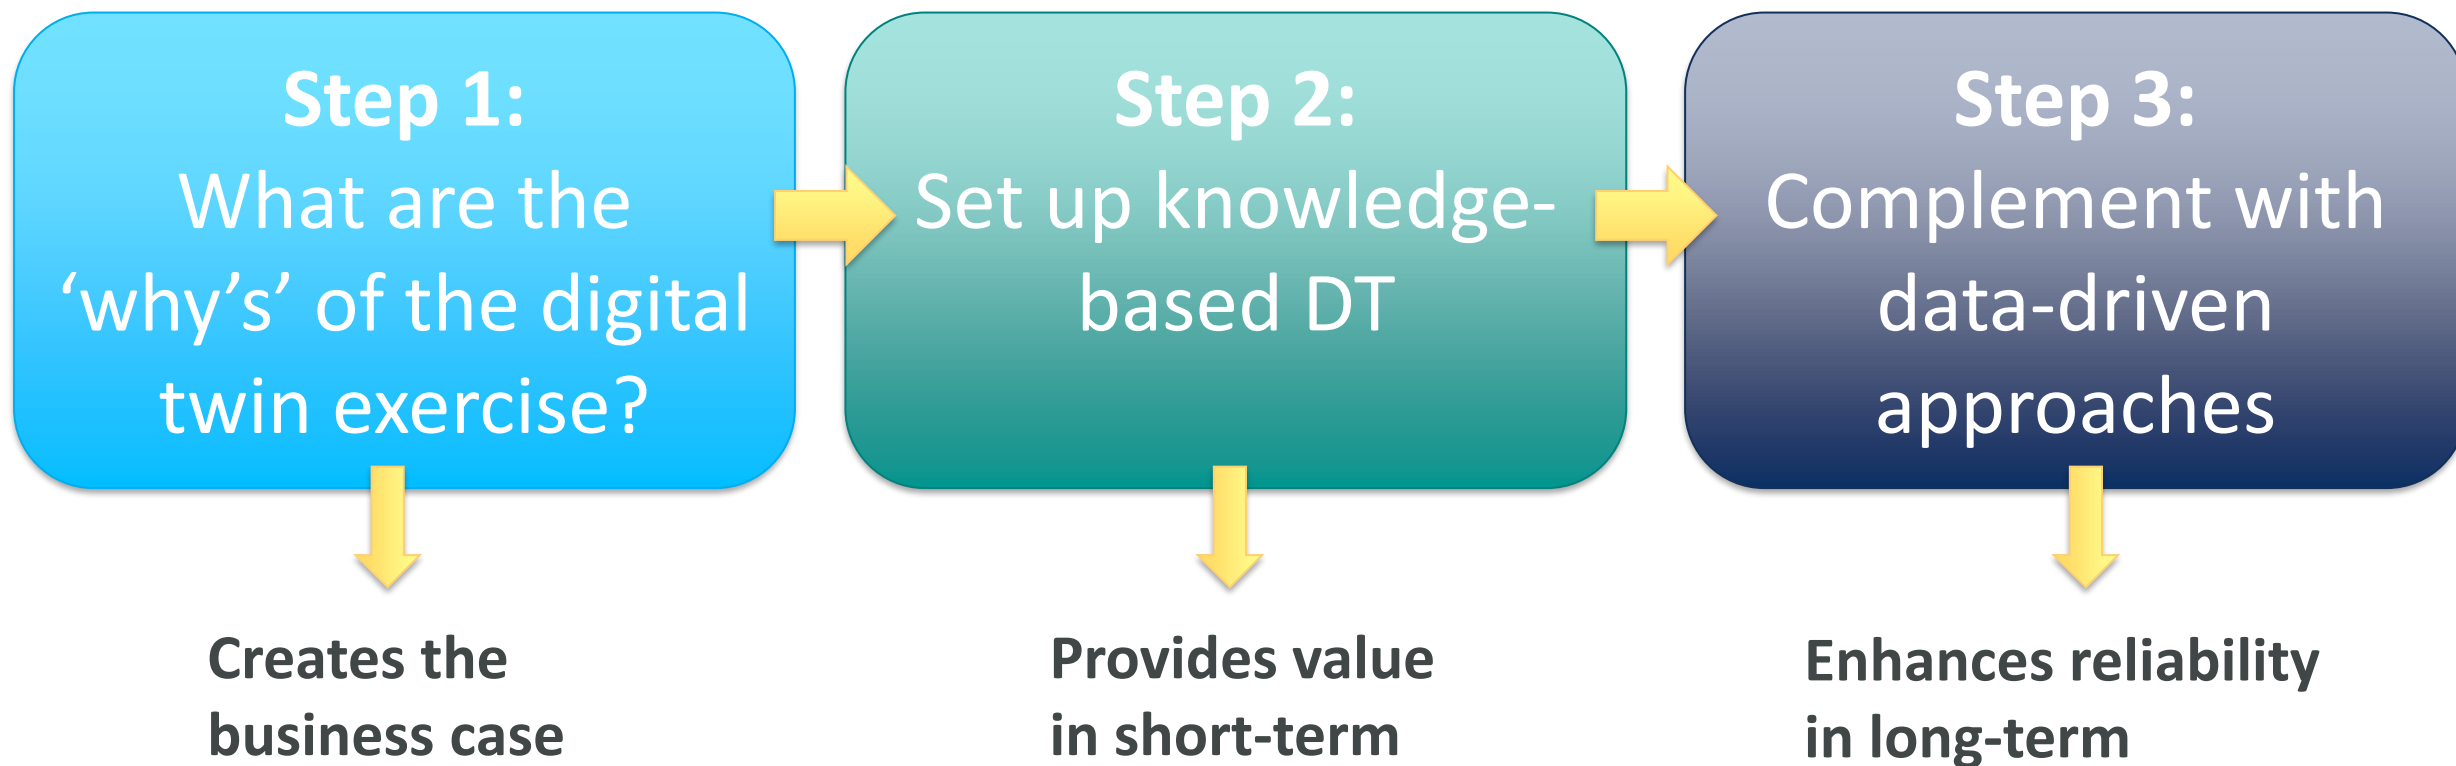 Step 1:
What are the
‘why’s’ of the digital
twin exercise?
Step 2:
Set up knowledge-
based DT
Step 3:
Complement with
data-driven
approaches
Creates the
business case
Provides value
in short-term
Enhances reliability
in long-term